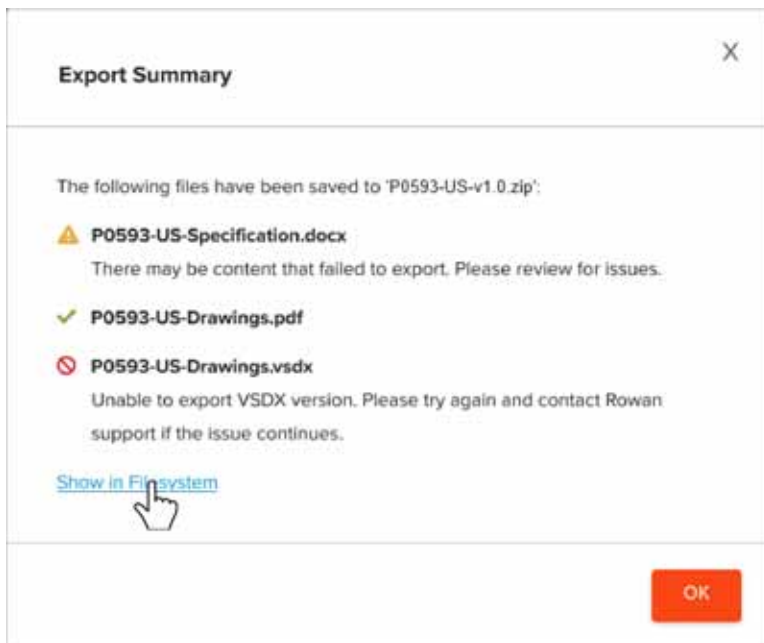 Export Summary
X
The following files have been saved to 'P0593-US-v1.0.zip':
P0593-US-Specification.docx
There may be content that failed to export. Please review for issues.
P0593-US-Drawings.pdf
P0593-US-Drawings.vsdx
Unable to export VSDX version. Please try again and contact Rowan
support if the issue continues.
Show in Filesystem
OK